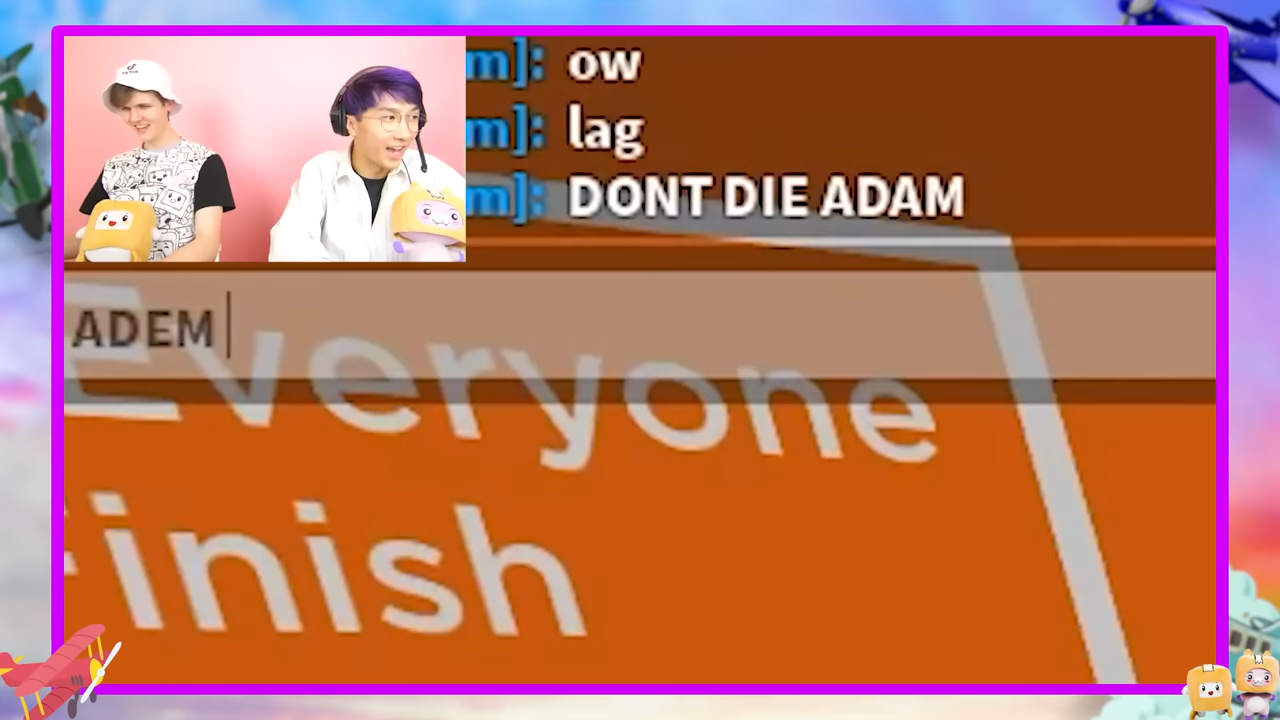 m]: ow
m]: lag
m]: DONT DIE ADAM
ADEM
Everyone
Finish